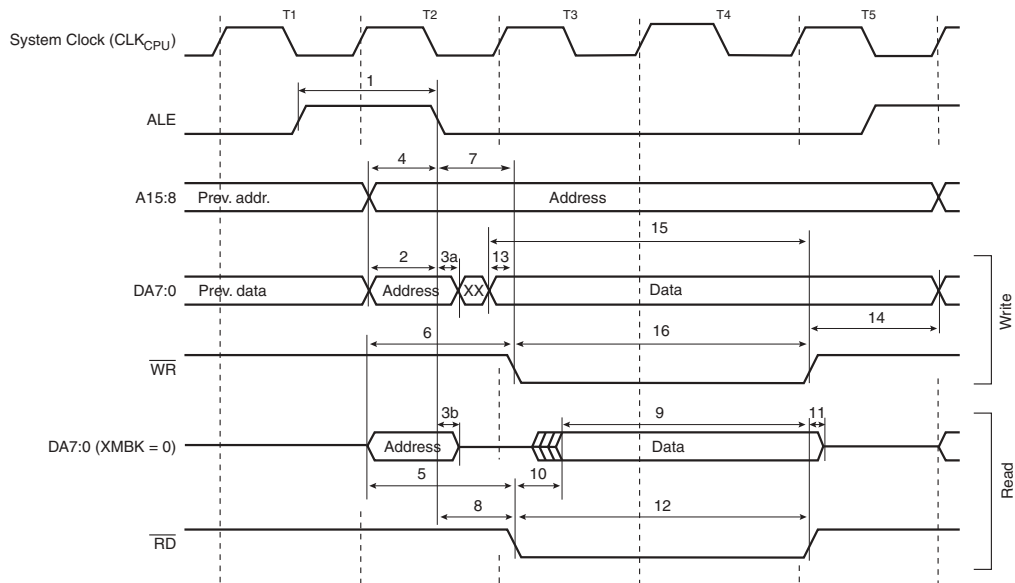 T1 T2 T3 T4 T5
System Clock (CLKCPU)
1
ALE
4 7
A15:8 Prev. addr. Address
15
2 3a 13
DA7:0 Prev. data Address XX Data
14
6 16
WR
Write
3b 9 11
DA7:0 (XMBK = 0) Address Data
5 10
8 12
RD
Read